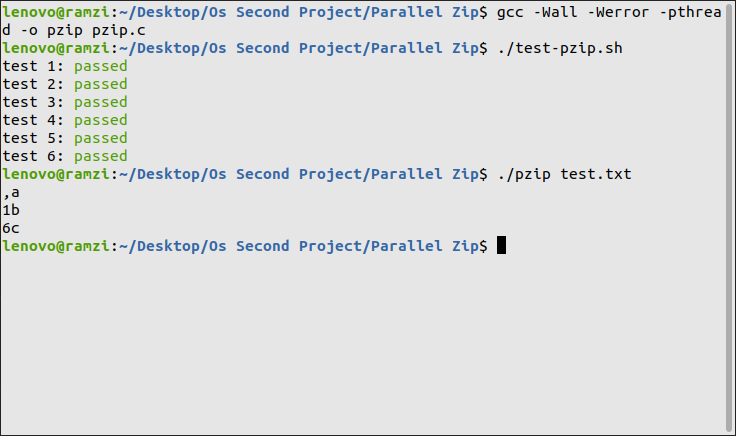 lenovo@ramzi:~/Desktop/Os Second Project/Parallel Zip$ gcc -Wall -Werror -pthrea
d -o pzip pzip.c
lenovo@ramzi:~/Desktop/Os Second Project/Parallel Zip$ ./test-pzip.sh
test 1: passed
test 2: passed
test 3: passed
test 4: passed
test 5: passed
test 6: passed
lenovo@ramzi:~/Desktop/Os Second Project/Parallel Zip$ ./pzip test.txt
,a
1b
6c
lenovo@ramzi:~/Desktop/Os Second Project/Parallel Zip$